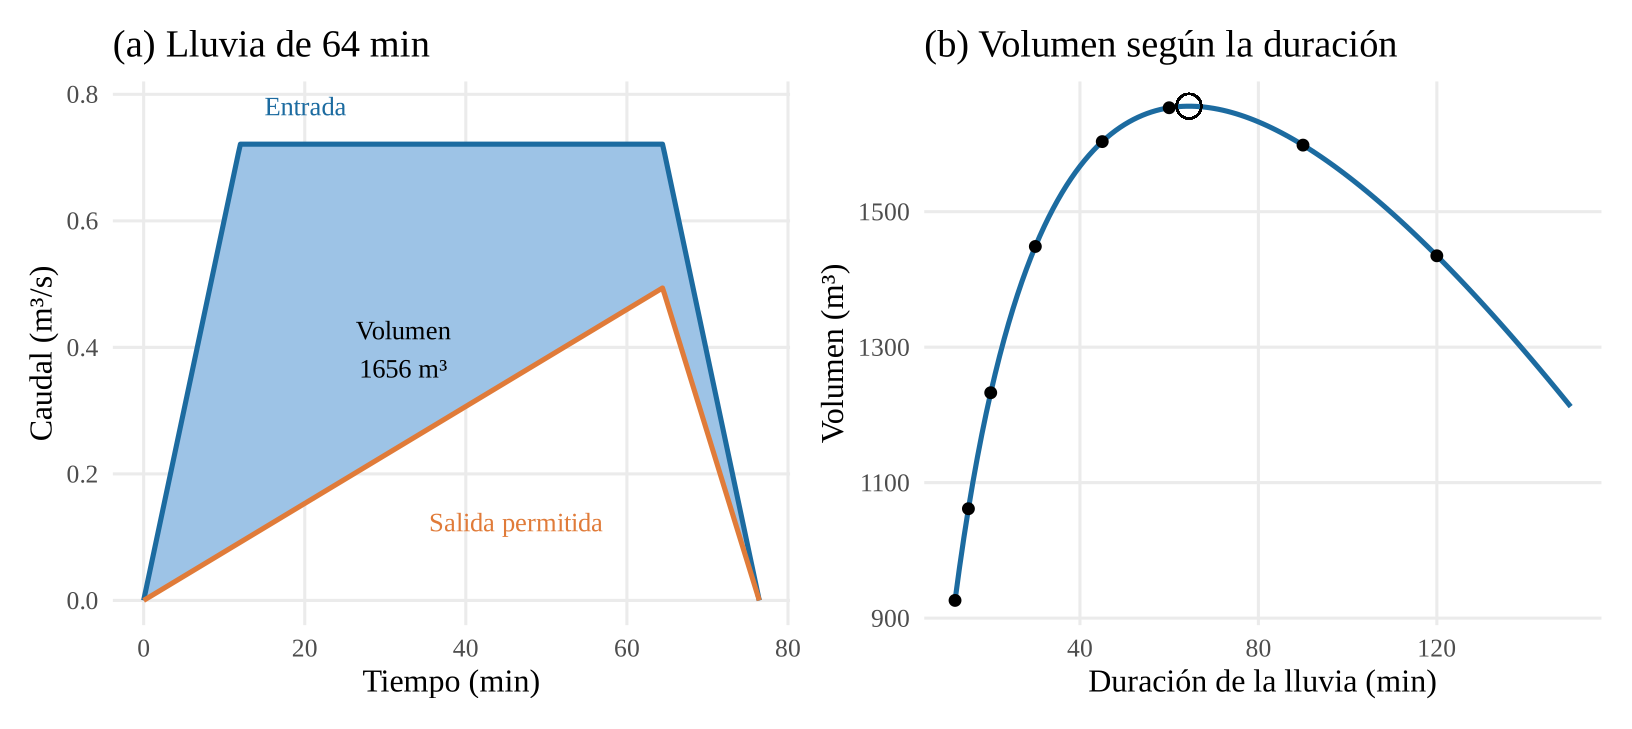 (a) Lluvia de 64 min
Caudal (m³/s)
0.8
0.6
0.4
0.2
0.0
Entrada
Volumen
1656 m³
Salida permitida
0 20 40 60 80
Tiempo (min)
(b) Volumen según la duración
Volumen (m³)
1500
1300
1100
900
40 80 120
Duración de la lluvia (min)